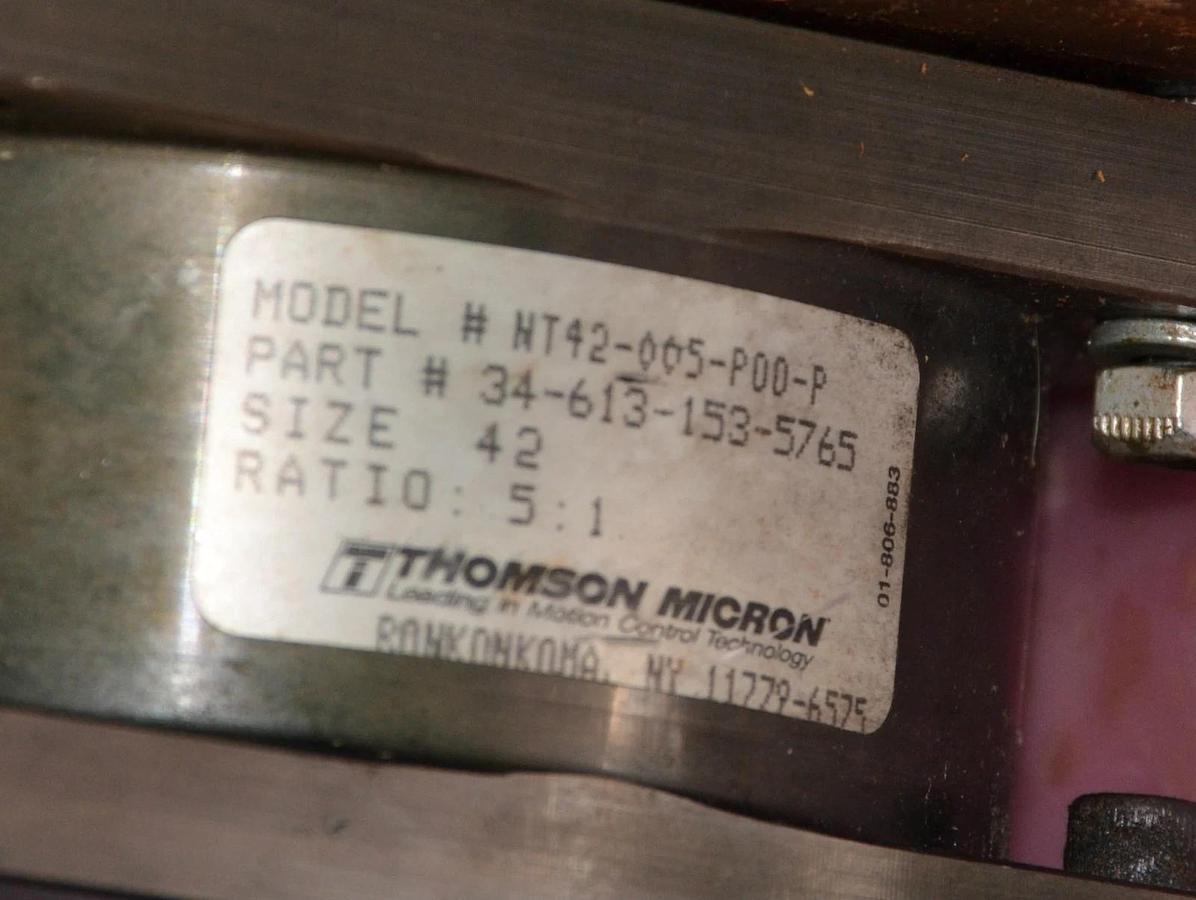 MODEL # NT42-005-P00-P
PART # 34-613-153-5765
SIZE 42
RATIO: 5:1
THOMSON MICRON
Leading in Motion Control Technology
RONKONKOMA, NY 11779-6575
01-806-883